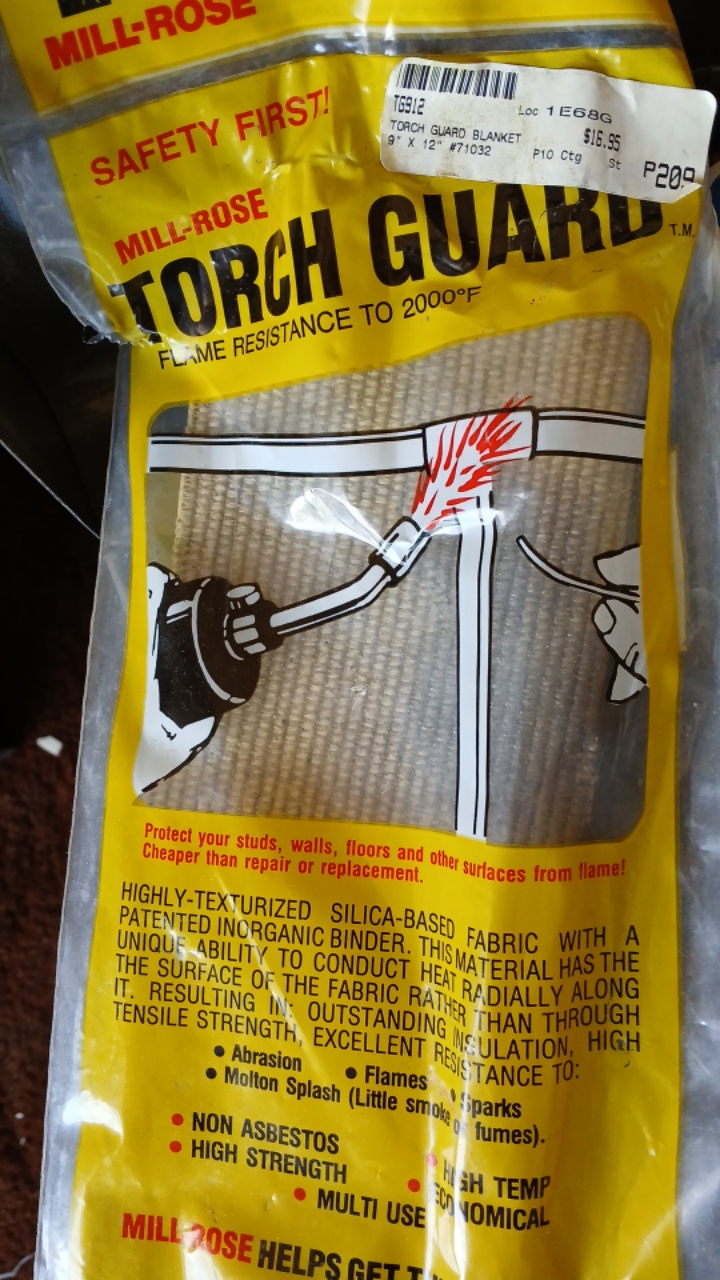 MILL-ROSE
SAFETY FIRST!
TG912 Loc 1E68G
TORCH GUARD BLANKET $16.95
9" X 12" #71032 P10 Ctg St
MILL-ROSE
TORCH GUARD T.M.
FLAME RESISTANCE TO 2000°F
Protect your studs, walls, floors and other surfaces from flame!
Cheaper than repair or replacement.
HIGHLY-TEXTURIZED SILICA-BASED FABRIC WITH A
PATENTED INORGANIC BINDER. THIS MATERIAL HAS THE
UNIQUE ABILITY TO CONDUCT HEAT RADIALLY ALONG
THE SURFACE OF THE FABRIC RATHER THAN THROUGH
IT. RESULTING IN: OUTSTANDING INSULATION, HIGH
TENSILE STRENGTH, EXCELLENT RESISTANCE TO:
• Abrasion • Flames • Sparks
• Molton Splash (Little smoke or fumes).
• NON ASBESTOS • HIGH TEMP
• HIGH STRENGTH • ECONOMICAL
• MULTI USE
MILL-ROSE HELPS GET